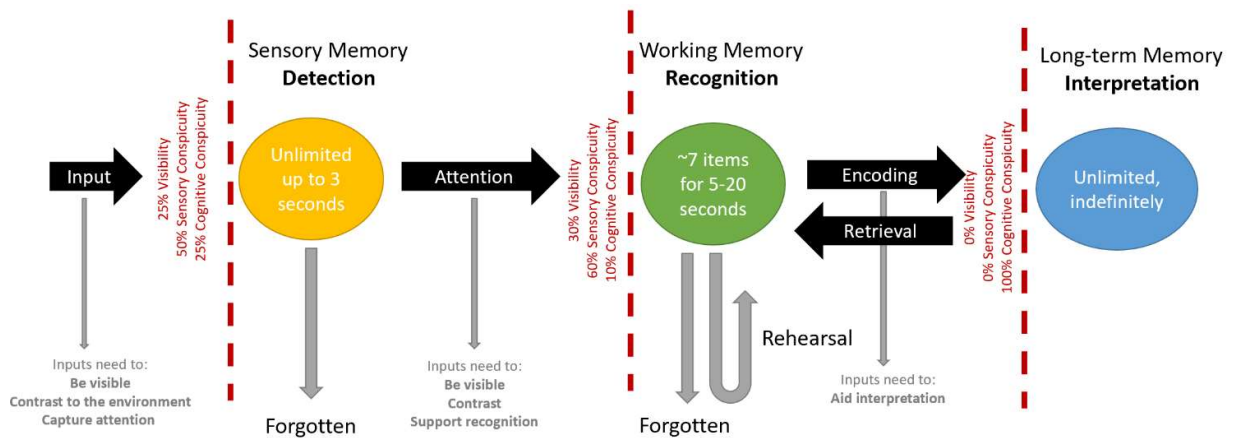 Sensory Memory
Detection
Working Memory
Recognition
Long-term Memory
Interpretation
Input
25% Visibility
50% Sensory Conspicuity
25% Cognitive Conspicuity
Unlimited
up to 3
seconds
Attention
30% Visibility
60% Sensory Conspicuity
10% Cognitive Conspicuity
~7 items
for 5-20
seconds
Encoding
Retrieval
0% Visibility
0% Sensory Conspicuity
100% Cognitive Conspicuity
Unlimited,
indefinitely
Rehearsal
Inputs need to:
Be visible
Contrast to the environment
Capture attention
Forgotten
Inputs need to:
Be visible
Contrast
Support recognition
Forgotten
Inputs need to:
Aid interpretation